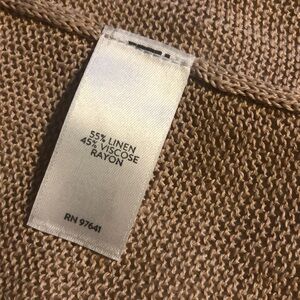 55% LINEN
45% VISCOSE
RAYON
RN 97641